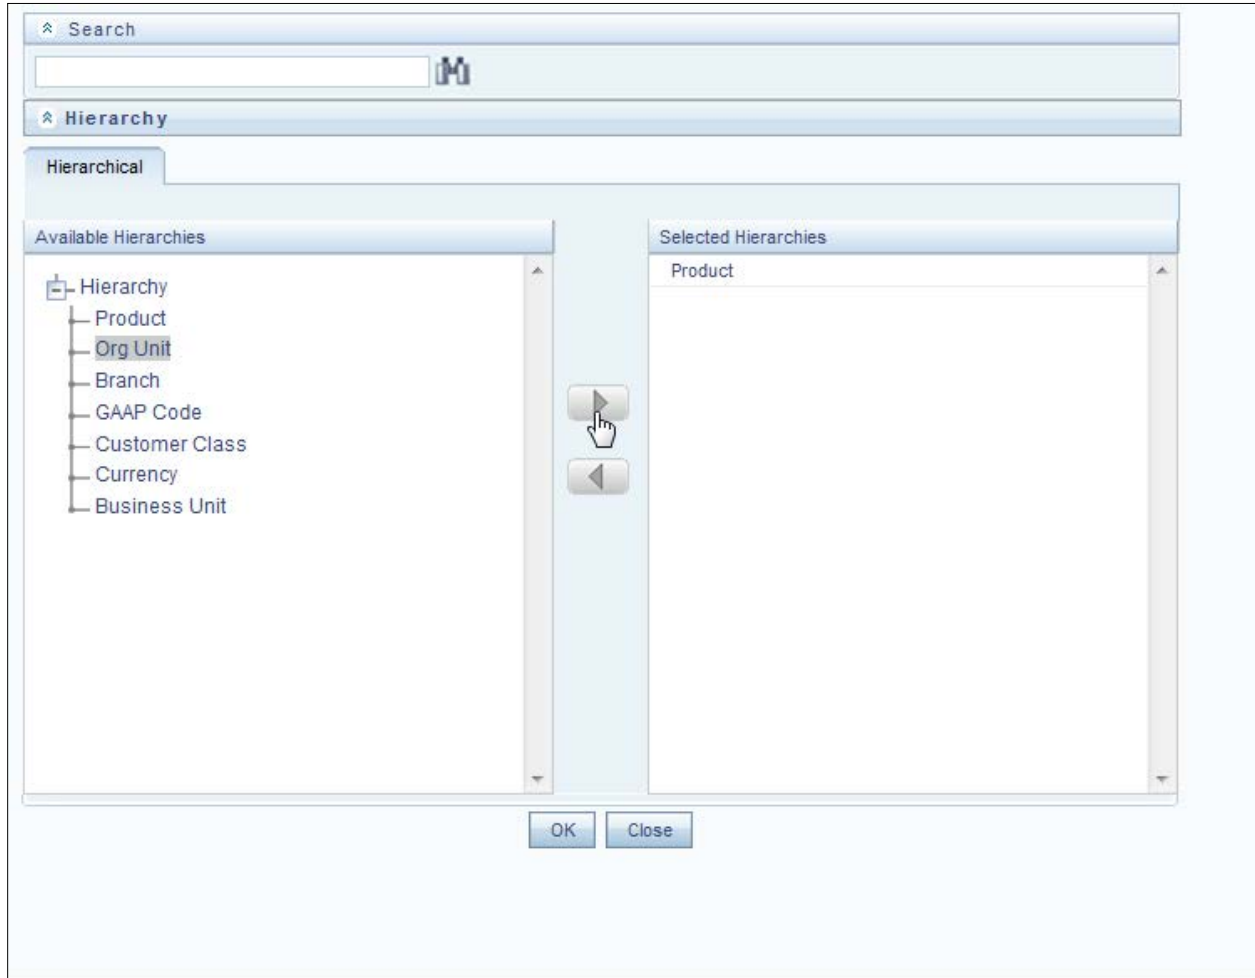 Search
Hierarchy
Hierarchical
Available Hierarchies
Hierarchy
Product
Org Unit
Branch
GAAP Code
Customer Class
Currency
Business Unit
Selected Hierarchies
Product
OK
Close